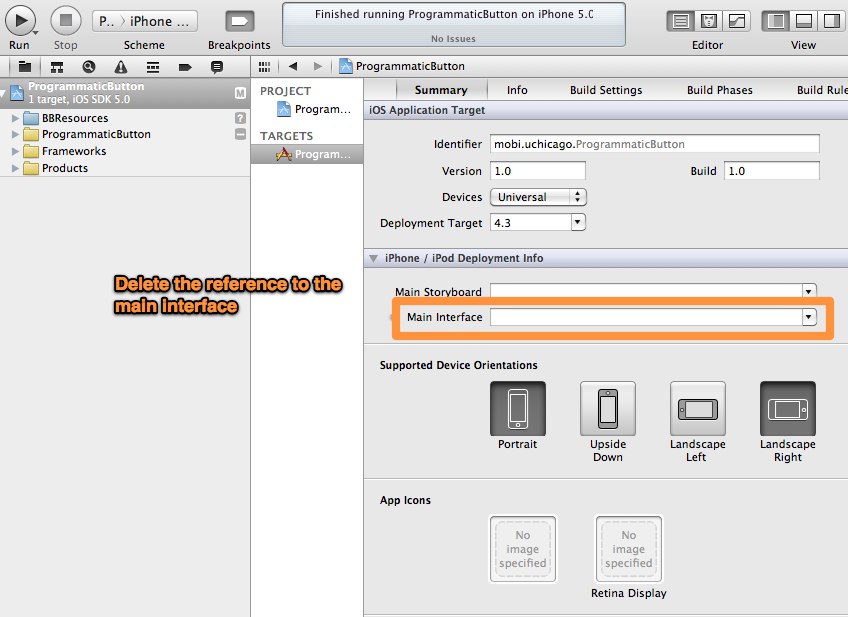 P.. > iPhone ...
Finished running ProgrammaticButton on iPhone 5.0
No Issues
Run
Stop
Scheme
Breakpoints
Editor
View
ProgrammaticButton
1 target, iOS SDK 5.0
M
BBResources
?
ProgrammaticButton
Frameworks
Products
ProgrammaticButton
PROJECT
Program...
TARGETS
Program...
Summary
Info
Build Settings
Build Phases
Build Rule
iOS Application Target
Identifier
mobi.uchicago.ProgrammaticButton
Version
1.0
Build
1.0
Devices
Universal
Deployment Target
4.3
iPhone / iPod Deployment Info
Delete the reference to the
main interface
Main Storyboard
Main Interface
Supported Device Orientations
Portrait
Upside
Down
Landscape
Left
Landscape
Right
App Icons
No
image
specified
No
image
specified
Retina Display